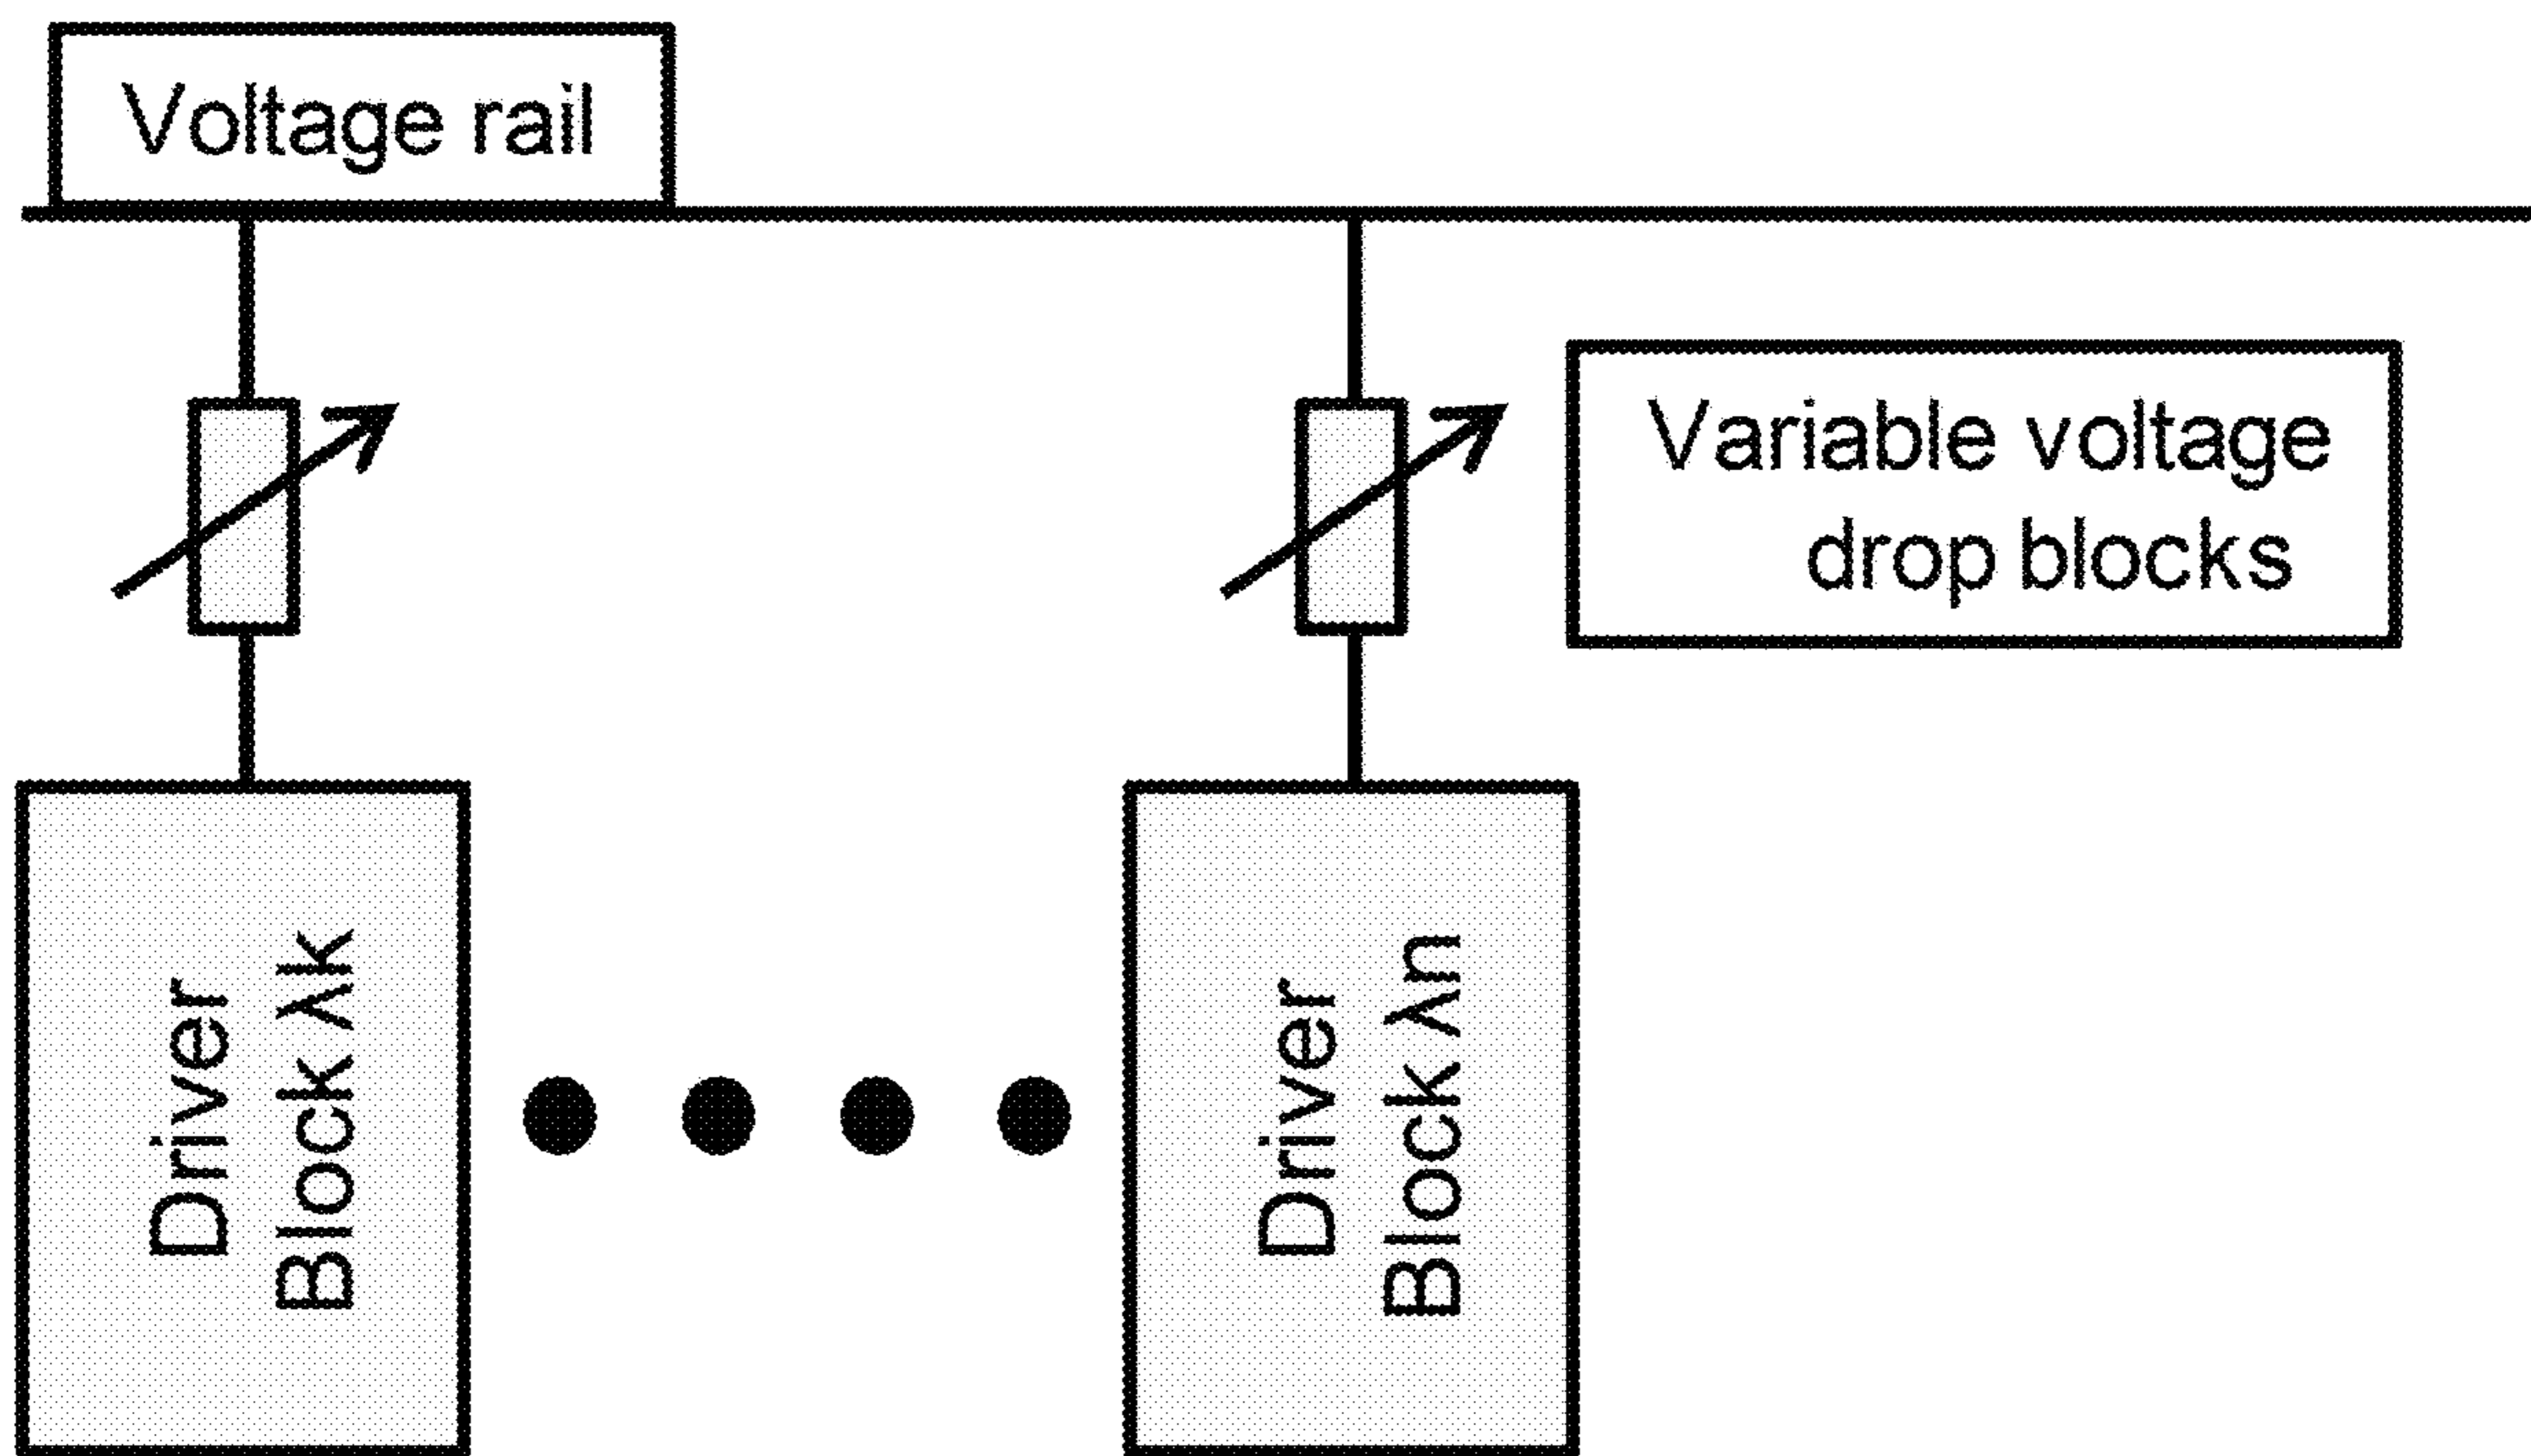 Voltage rail
Variable voltage
drop blocks
Driver
Block λk
Driver
Block λn